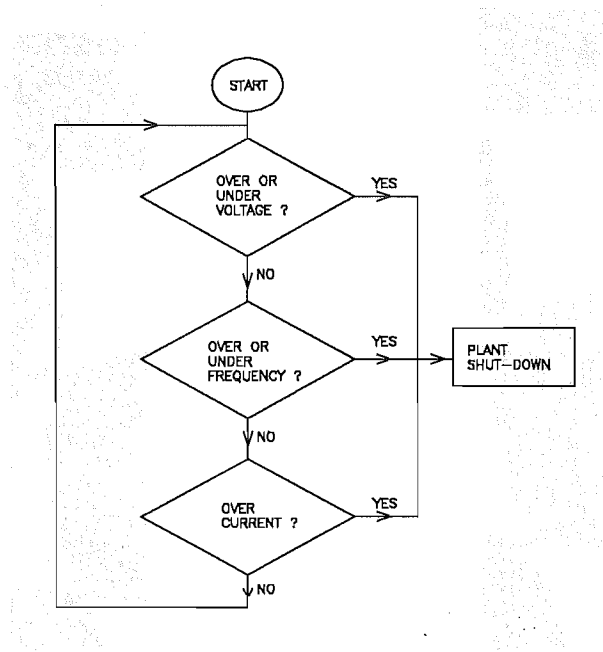 START
OVER OR
UNDER
VOLTAGE ?
YES
NO
OVER OR
UNDER
FREQUENCY ?
YES
PLANT
SHUT-DOWN
NO
OVER
CURRENT ?
YES
NO